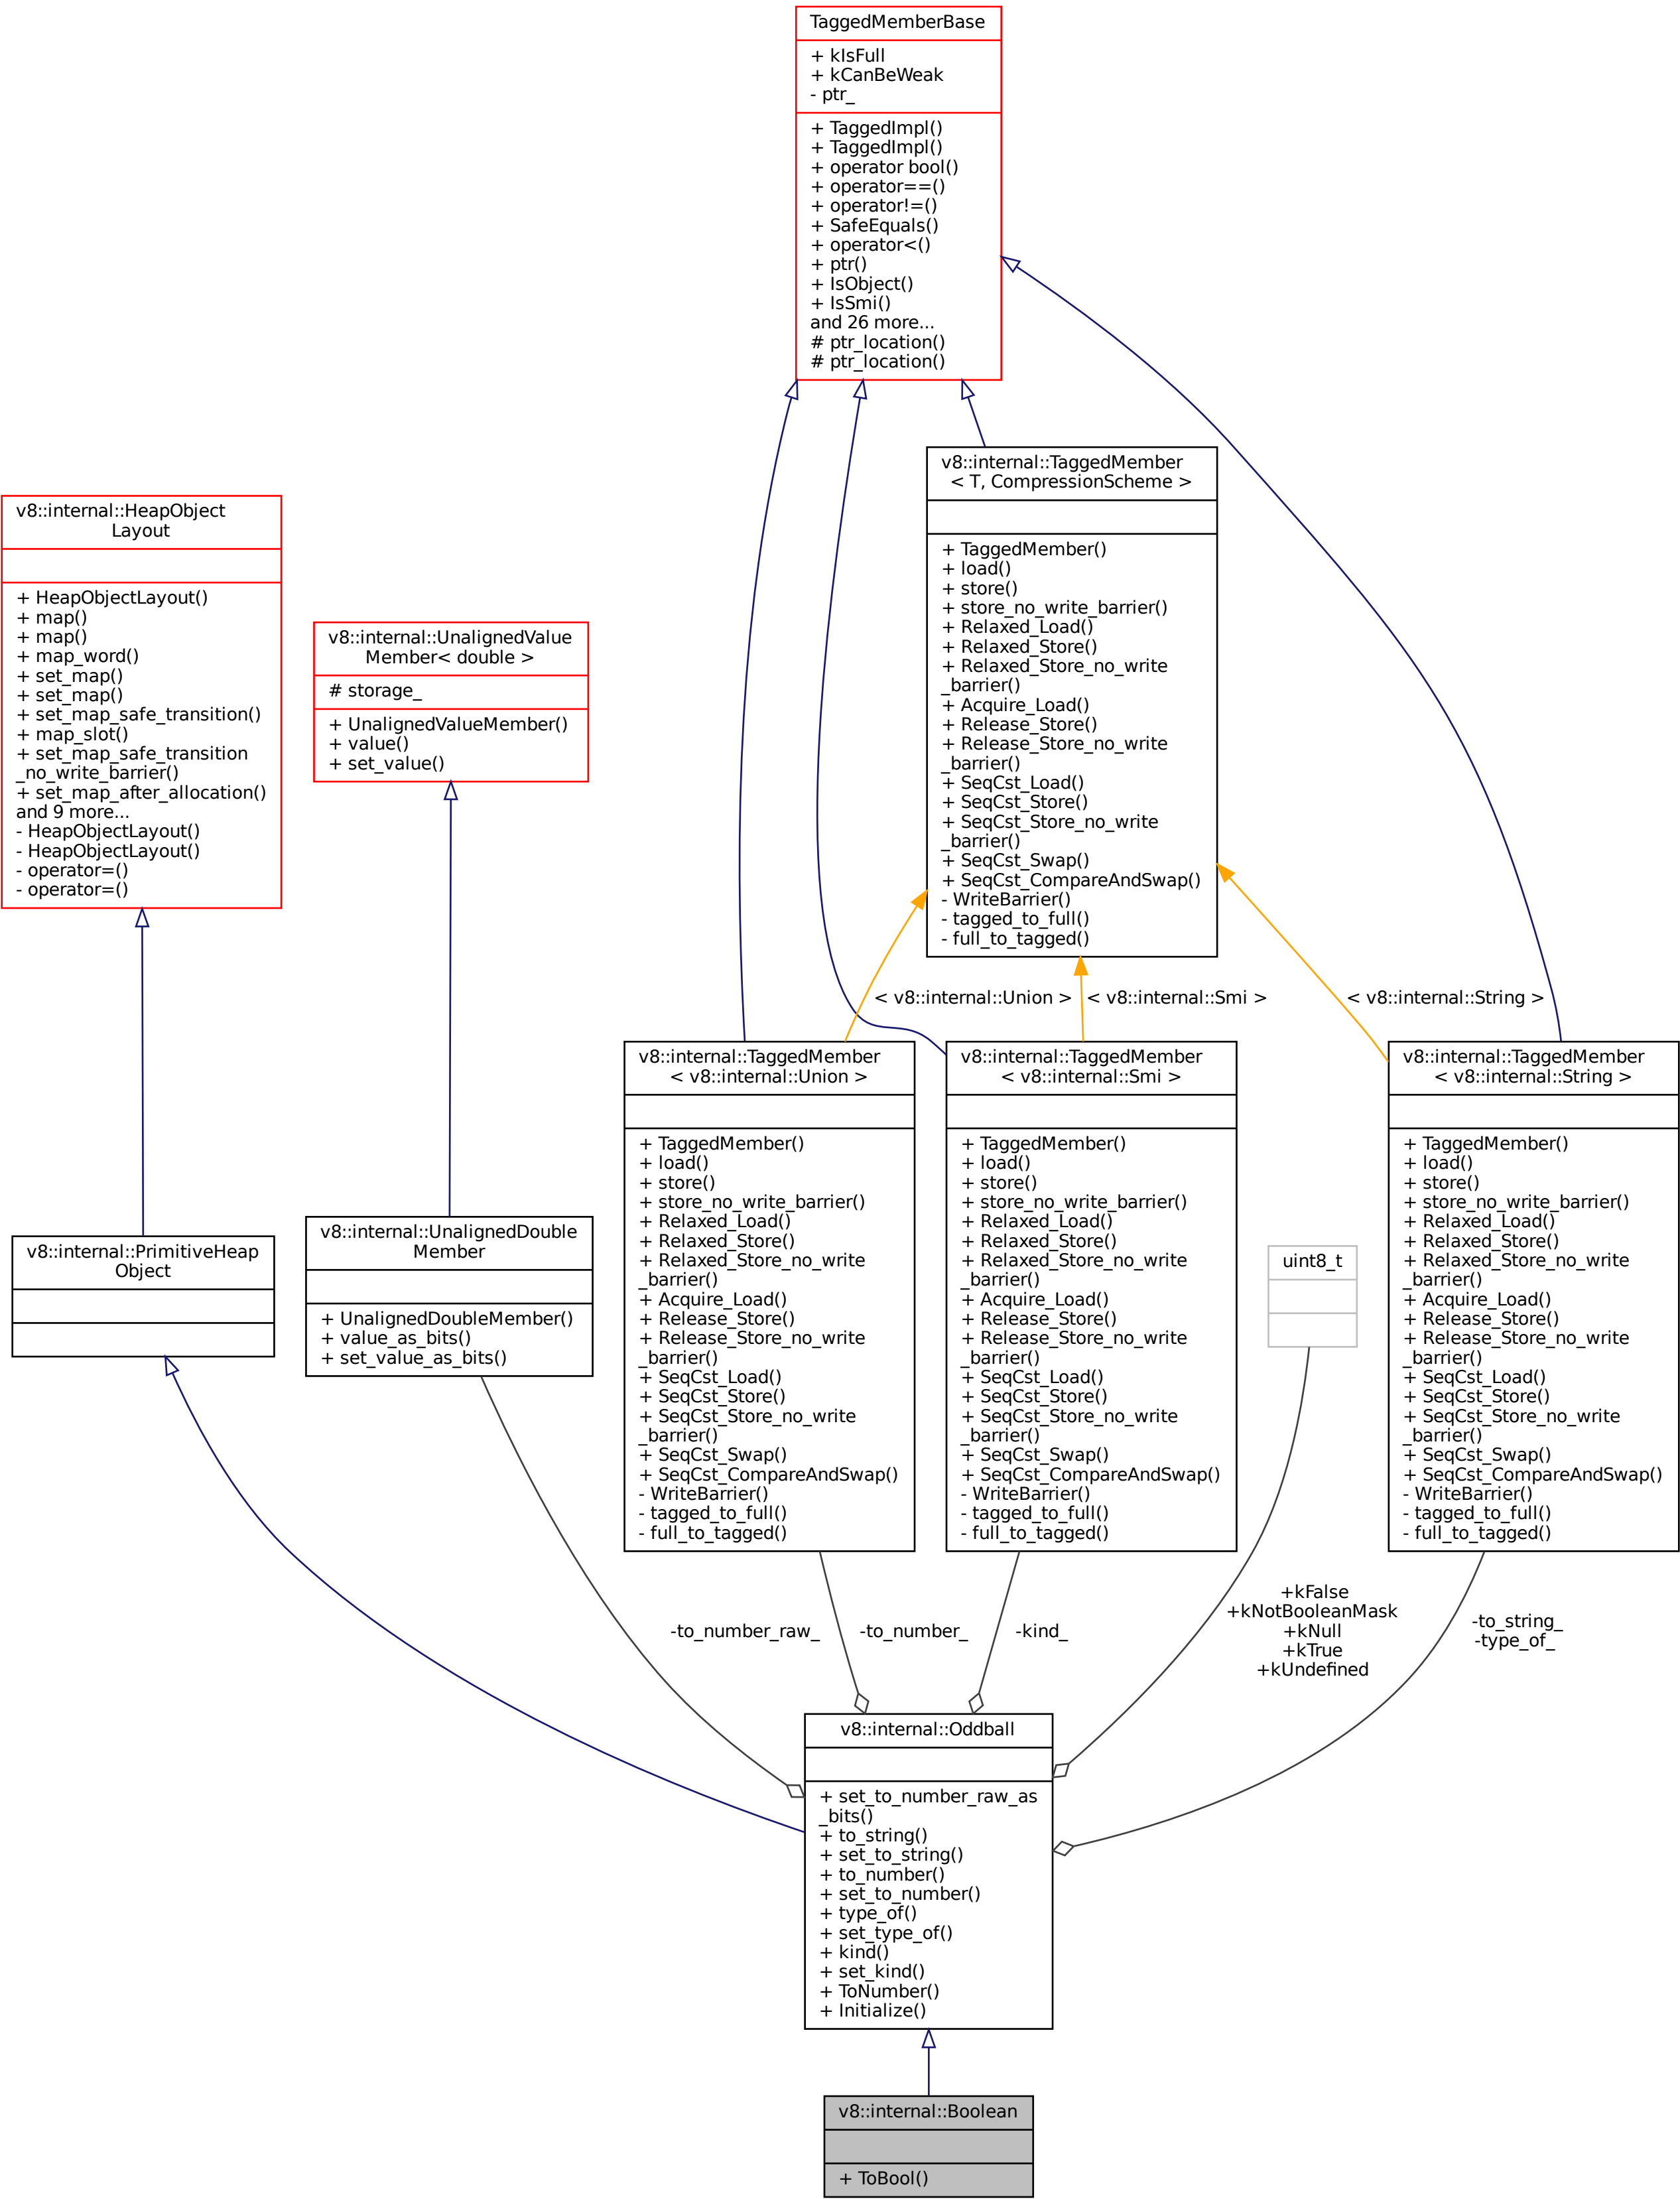 TaggedMemberBase
+ kIsFull
+ kCanBeWeak
- ptr_
+ TaggedImpl()
+ TaggedImpl()
+ operator bool()
+ operator==()
+ operator!=()
+ SafeEquals()
+ operator<()
+ ptr()
+ IsObject()
+ IsSmi()
and 26 more...
# ptr_location()
# ptr_location()
v8::internal::TaggedMember
< T, CompressionScheme >
+ TaggedMember()
+ load()
+ store()
+ store_no_write_barrier()
+ Relaxed_Load()
+ Relaxed_Store()
+ Relaxed_Store_no_write
_barrier()
+ Acquire_Load()
+ Release_Store()
+ Release_Store_no_write
_barrier()
+ SeqCst_Load()
+ SeqCst_Store()
+ SeqCst_Store_no_write
_barrier()
+ SeqCst_Swap()
+ SeqCst_CompareAndSwap()
- WriteBarrier()
- tagged_to_full()
- full_to_tagged()
v8::internal::HeapObject
Layout
+ HeapObjectLayout()
+ map()
+ map()
+ map_word()
+ set_map()
+ set_map()
+ set_map_safe_transition()
+ map_slot()
+ set_map_safe_transition
_no_write_barrier()
+ set_map_after_allocation()
and 9 more...
- HeapObjectLayout()
- HeapObjectLayout()
- operator=()
- operator=()
v8::internal::UnalignedValue
Member< double >
# storage_
+ UnalignedValueMember()
+ value()
+ set_value()
< v8::internal::Union >
< v8::internal::Smi >
< v8::internal::String >
v8::internal::PrimitiveHeap
Object
v8::internal::UnalignedDouble
Member
+ UnalignedDoubleMember()
+ value_as_bits()
+ set_value_as_bits()
v8::internal::TaggedMember
< v8::internal::Union >
+ TaggedMember()
+ load()
+ store()
+ store_no_write_barrier()
+ Relaxed_Load()
+ Relaxed_Store()
+ Relaxed_Store_no_write
_barrier()
+ Acquire_Load()
+ Release_Store()
+ Release_Store_no_write
_barrier()
+ SeqCst_Load()
+ SeqCst_Store()
+ SeqCst_Store_no_write
_barrier()
+ SeqCst_Swap()
+ SeqCst_CompareAndSwap()
- WriteBarrier()
- tagged_to_full()
- full_to_tagged()
v8::internal::TaggedMember
< v8::internal::Smi >
+ TaggedMember()
+ load()
+ store()
+ store_no_write_barrier()
+ Relaxed_Load()
+ Relaxed_Store()
+ Relaxed_Store_no_write
_barrier()
+ Acquire_Load()
+ Release_Store()
+ Release_Store_no_write
_barrier()
+ SeqCst_Load()
+ SeqCst_Store()
+ SeqCst_Store_no_write
_barrier()
+ SeqCst_Swap()
+ SeqCst_CompareAndSwap()
- WriteBarrier()
- tagged_to_full()
- full_to_tagged()
uint8_t
v8::internal::TaggedMember
< v8::internal::String >
+ TaggedMember()
+ load()
+ store()
+ store_no_write_barrier()
+ Relaxed_Load()
+ Relaxed_Store()
+ Relaxed_Store_no_write
_barrier()
+ Acquire_Load()
+ Release_Store()
+ Release_Store_no_write
_barrier()
+ SeqCst_Load()
+ SeqCst_Store()
+ SeqCst_Store_no_write
_barrier()
+ SeqCst_Swap()
+ SeqCst_CompareAndSwap()
- WriteBarrier()
- tagged_to_full()
- full_to_tagged()
-to_number_raw_
-to_number_
-kind_
+kFalse
+kNotBooleanMask
+kNull
+kTrue
+kUndefined
-to_string_
-type_of_
v8::internal::Oddball
+ set_to_number_raw_as
_bits()
+ to_string()
+ set_to_string()
+ to_number()
+ set_to_number()
+ type_of()
+ set_type_of()
+ kind()
+ set_kind()
+ ToNumber()
+ Initialize()
v8::internal::Boolean
+ ToBool()